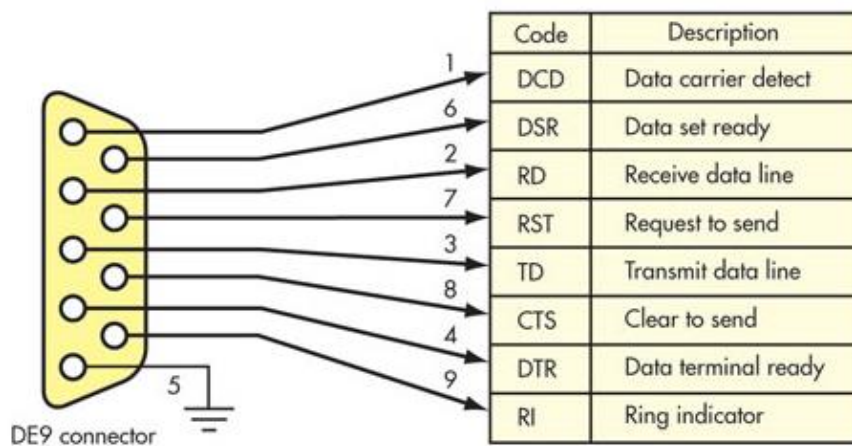 Code Description
1 DCD Data carrier detect
6 DSR Data set ready
2 RD Receive data line
7 RST Request to send
3 TD Transmit data line
8 CTS Clear to send
4 DTR Data terminal ready
9 RI Ring indicator
5
DE9 connector